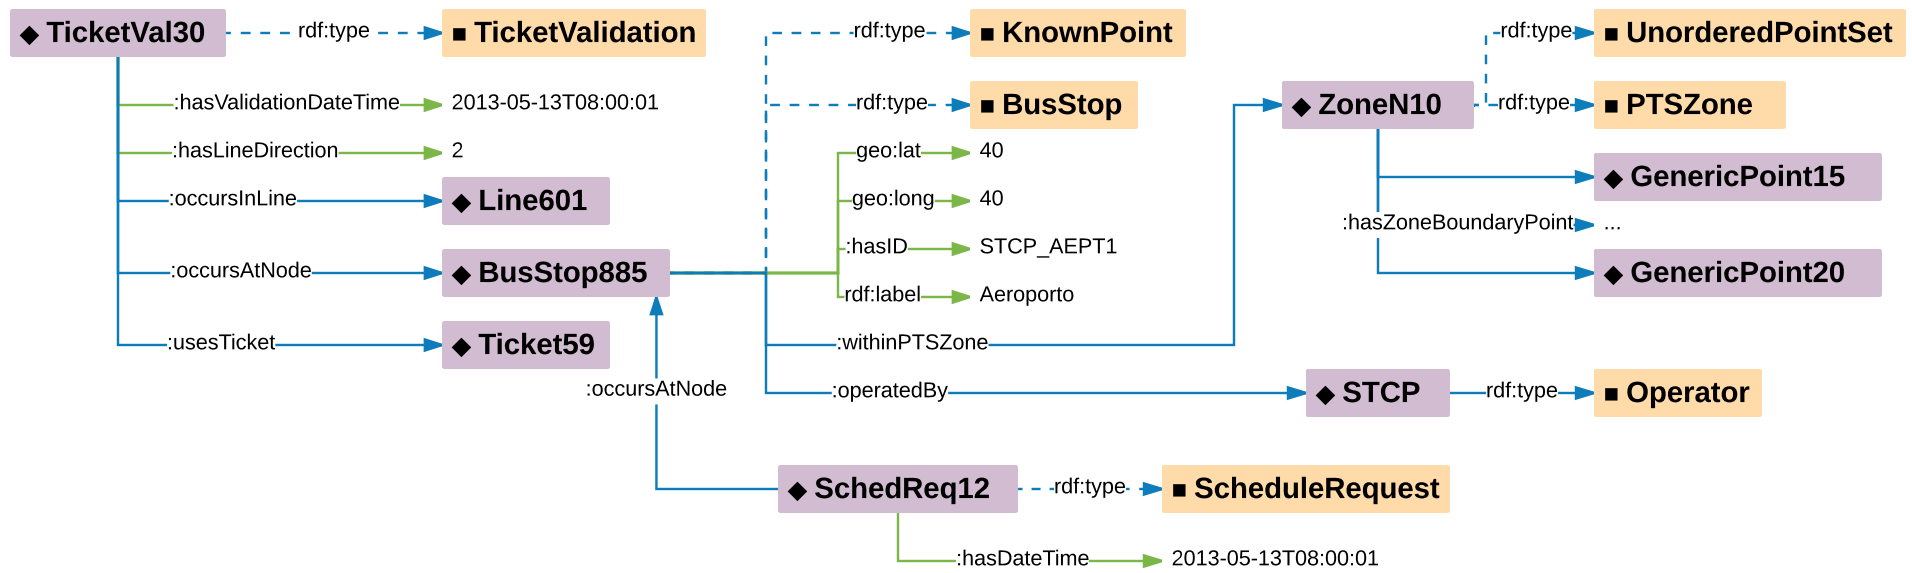 TicketVal30 rdf:type TicketValidation
:hasValidationDateTime 2013-05-13T08:00:01
:hasLineDirection 2
:occursInLine Line601
:occursAtNode BusStop885
:usesTicket Ticket59
rdf:type KnownPoint
rdf:type BusStop
geo:lat 40
geo:long 40
:hasID STCP_AEPT1
rdf:label Aeroporto
:withinPTSZone
:operatedBy
ZoneN10
rdf:type UnorderedPointSet
rdf:type PTSZone
GenericPoint15
:hasZoneBoundaryPoint ...
GenericPoint20
STCP rdf:type Operator
:occursAtNode
SchedReq12 rdf:type ScheduleRequest
:hasDateTime 2013-05-13T08:00:01